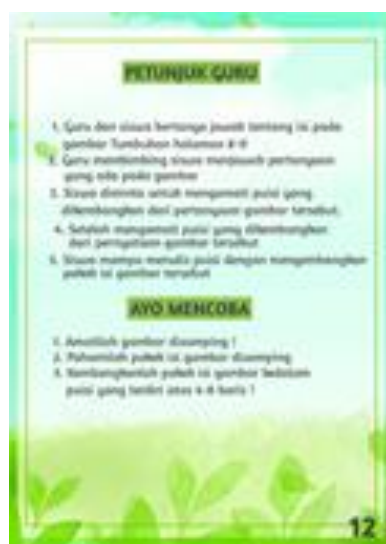 PETUNJUK GURU
1. Guru dan siswa bertanya jawab tentang isi pada
gambar Tumbuhan halaman
2. Guru membimbing siswa menjawab pertanyaan
yang ada pada gambar
3. Siswa diminta untuk mengamati puisi yang
dikembangkan dari pertanyaan gambar tersebut.
4. Setelah mengamati puisi yang dikembangkan
dari pernyataan gambar tersebut
5. Siswa mampu menulis puisi dengan mengembangkan
pokok isi gambar tersebut
AYO MENCOBA
1. Amatilah gambar disamping !
2. Pahamilah pokok isi gambar disamping
3. Kembangkanlah pokok isi gambar kedalam
puisi yang terdiri atas 4-6 baris !
12